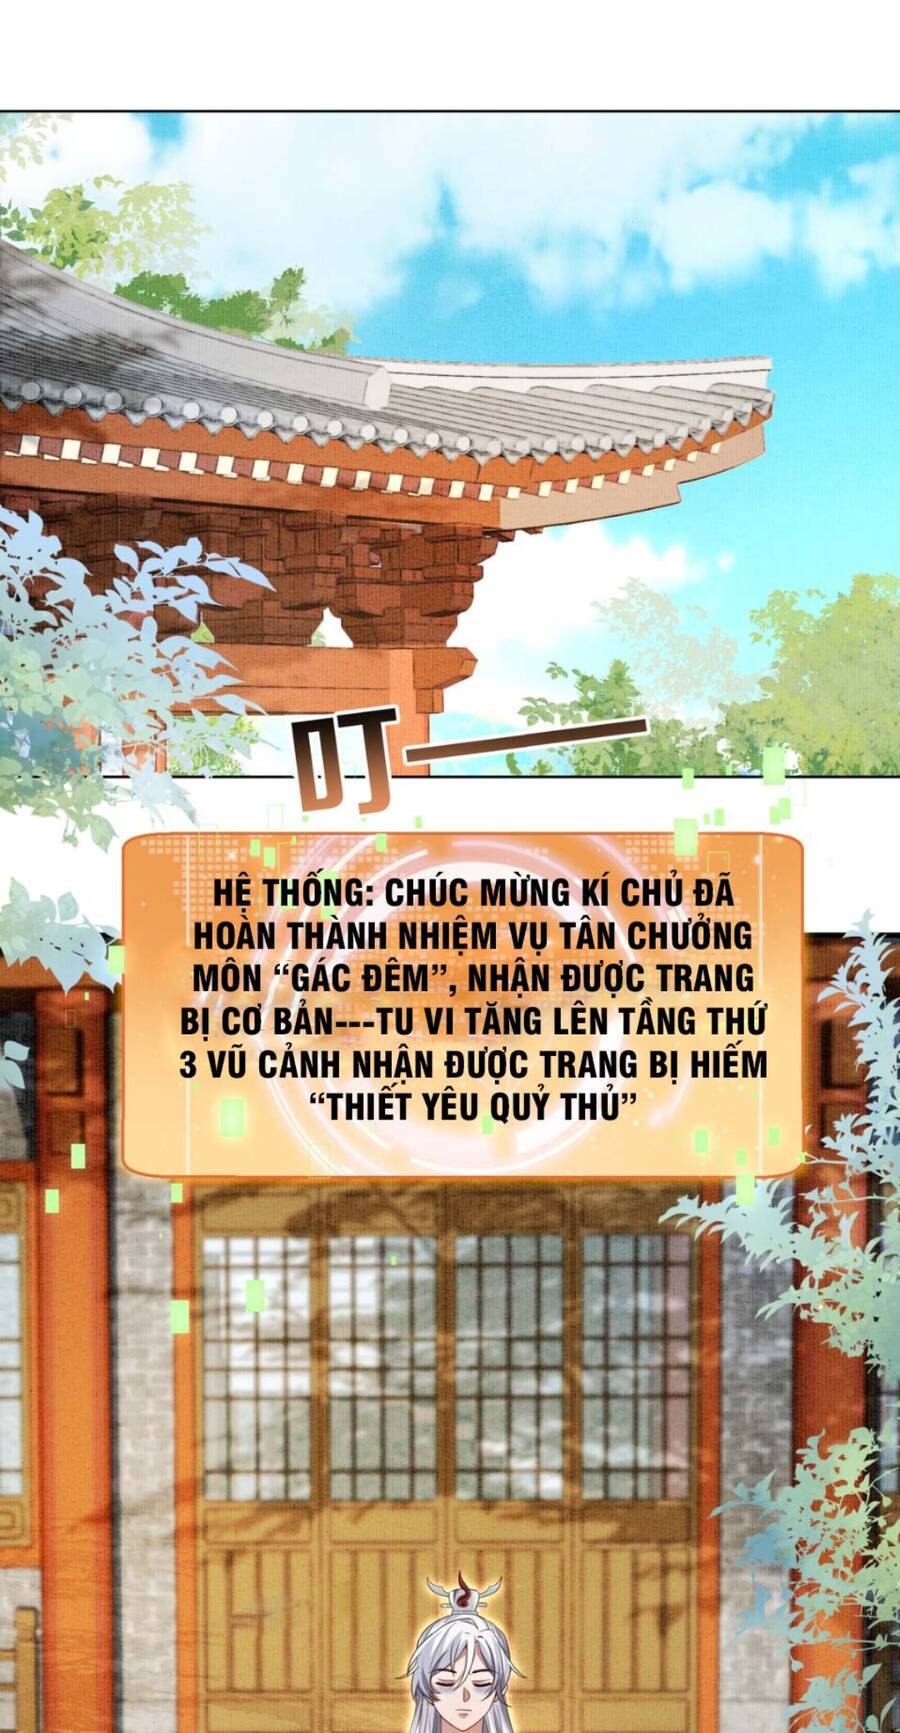 叮——
HỆ THỐNG: CHÚC MỪNG KÍ CHỦ ĐÃ
HOÀN THÀNH NHIỆM VỤ TÂN CHƯỞNG
MÔN “GÁC ĐÊM”, NHẬN ĐƯỢC TRANG
BỊ CƠ BẢN---TU VI TĂNG LÊN TẦNG THỨ
3 VŨ CẢNH NHẬN ĐƯỢC TRANG BỊ HIẾM
“THIẾT YÊU QUỶ THỦ”